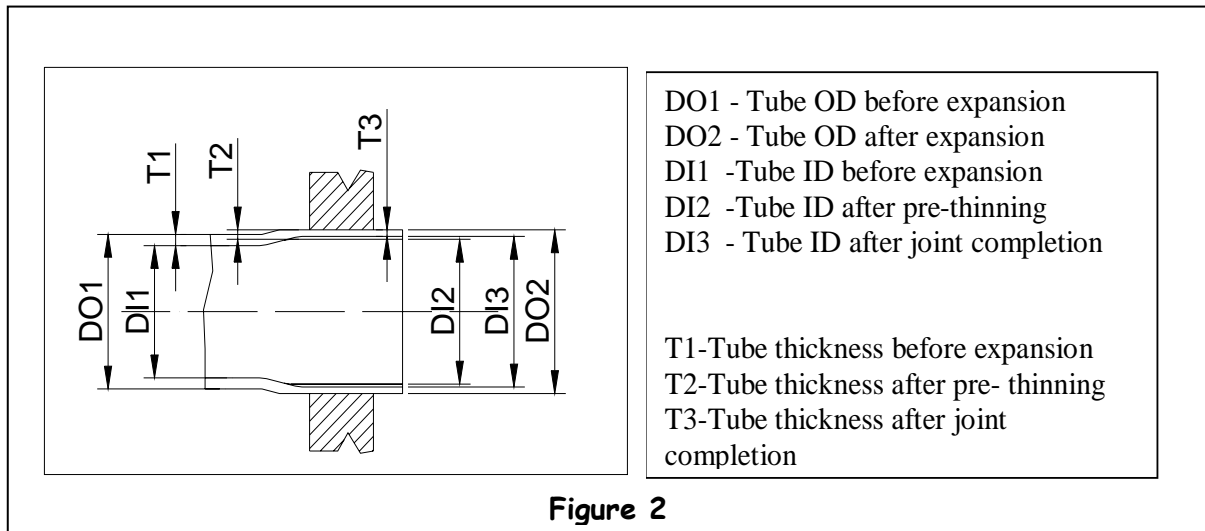 T1
T2
T3
DO1
DI1
DI2
DI3
DO2
DO1 - Tube OD before expansion
DO2 - Tube OD after expansion
DI1 -Tube ID before expansion
DI2 -Tube ID after pre-thinning
DI3 - Tube ID after joint completion
T1-Tube thickness before expansion
T2-Tube thickness after pre- thinning
T3-Tube thickness after joint
completion
Figure 2